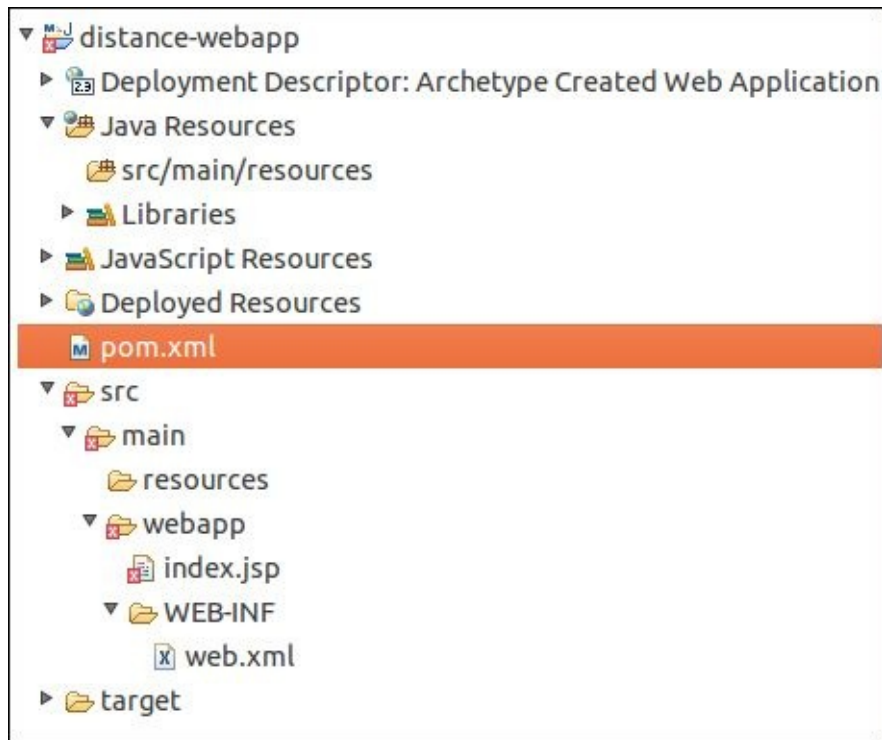 distance-webapp
Deployment Descriptor: Archetype Created Web Application
Java Resources
src/main/resources
Libraries
JavaScript Resources
Deployed Resources
pom.xml
src
main
resources
webapp
index.jsp
WEB-INF
web.xml
target